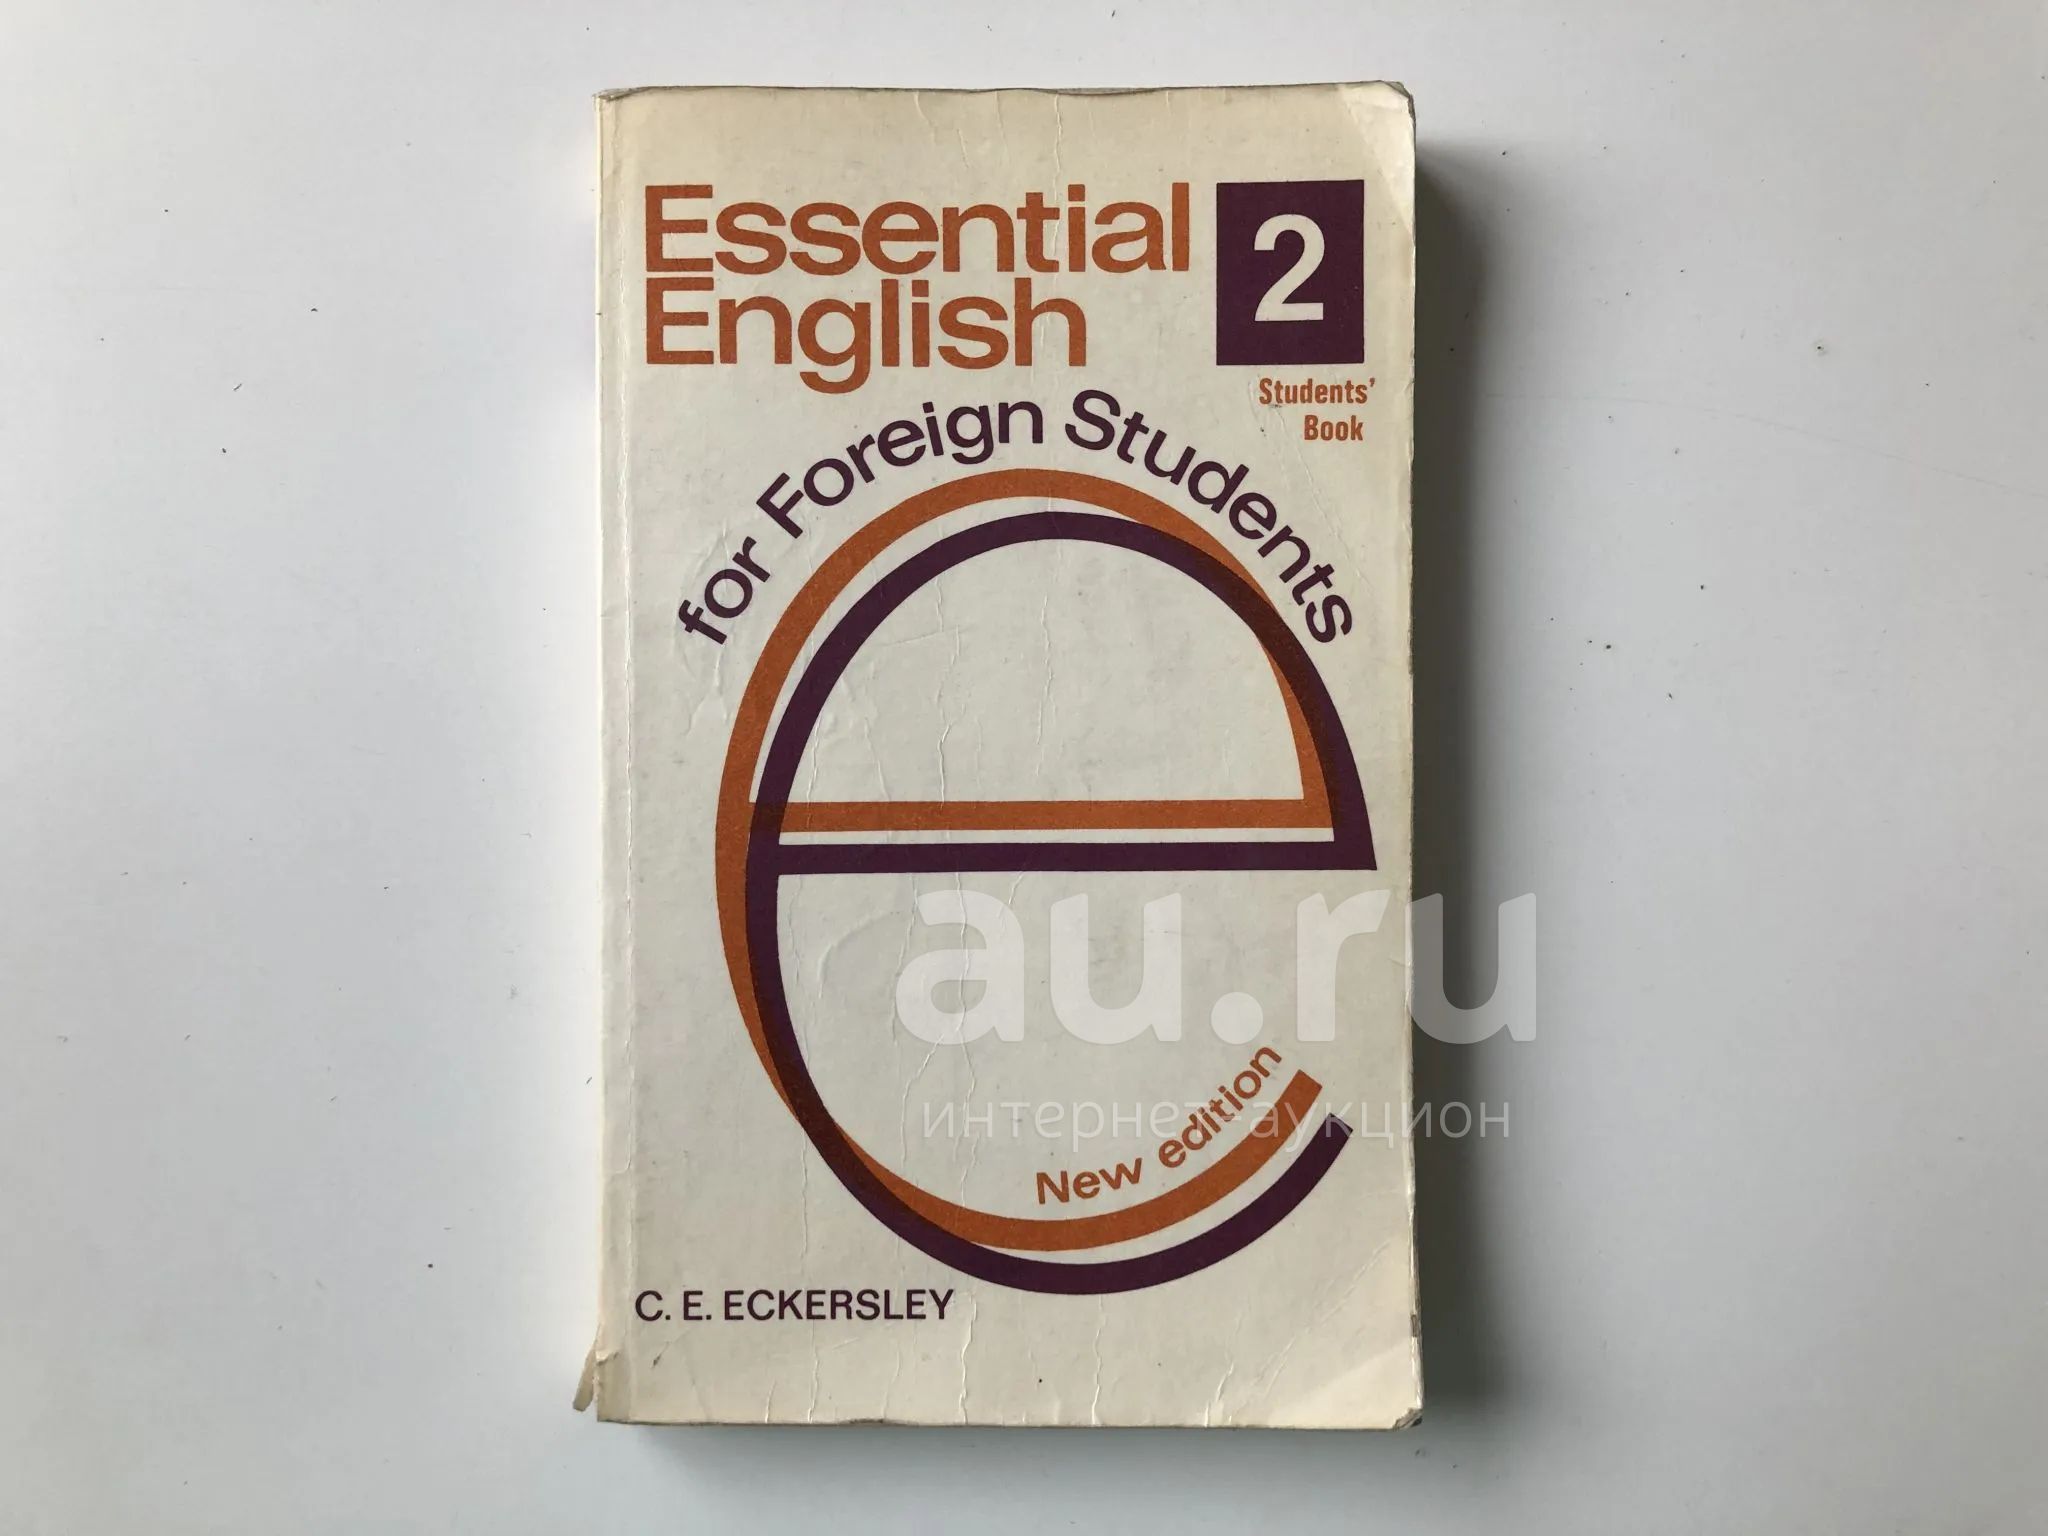 Essential
English
2
Students'
Book
for Foreign Students
New edition
C. E. ECKERSLEY
au.ru
интернет-аукцион